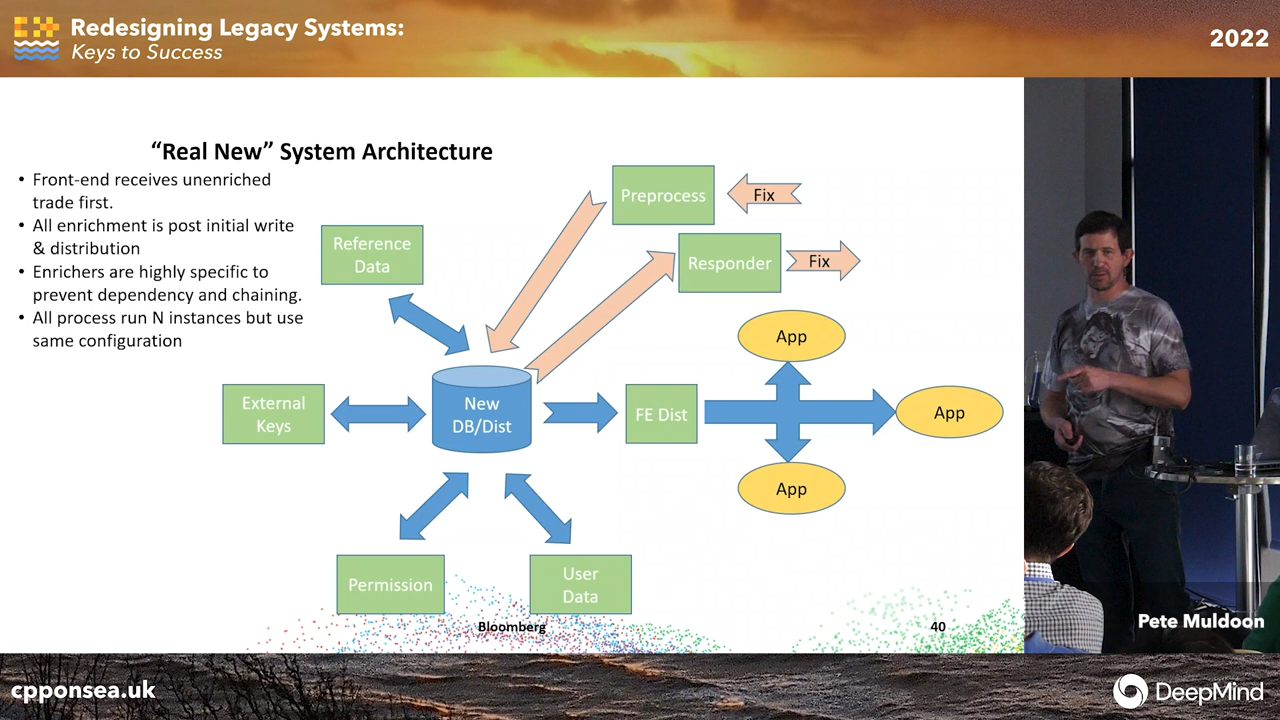 Redesigning Legacy Systems:
Keys to Success
2022
“Real New” System Architecture
• Front-end receives unenriched
trade first.
• All enrichment is post initial write
& distribution
• Enrichers are highly specific to
prevent dependency and chaining.
• All process run N instances but use
same configuration
Preprocess
Fix
Reference
Data
Responder
Fix
App
External
Keys
New
DB/Dist
FE Dist
App
App
Permission
User
Data
Bloomberg
40
Pete Muldoon
cpponsea.uk
DeepMind